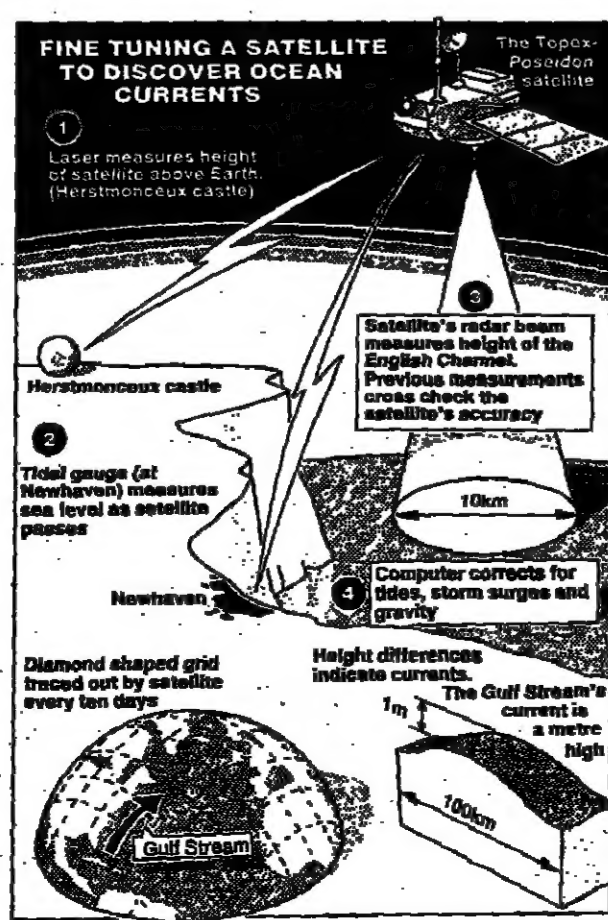 FINE TUNING A SATELLITE
TO DISCOVER OCEAN
CURRENTS
The Topex-
Poseidon
satellite
1
Laser measures height
of satellite above Earth.
(Herstmonceux castle)
3
Satellite's radar beam
measures height of the
English Channel.
Previous measurements
cross check the
satellite's accuracy
Herstmonceux castle
2
Tidal gauge (at
Newhaven) measures
sea level as satellite
passes
10km
Newhaven
4
Computer corrects for
tides, storm surges and
gravity
Diamond shaped grid
traced out by satellite
every ten days
Gulf Stream
Height differences
indicate currents.
The Gulf Stream's
current is
a metre
high
1m
100km